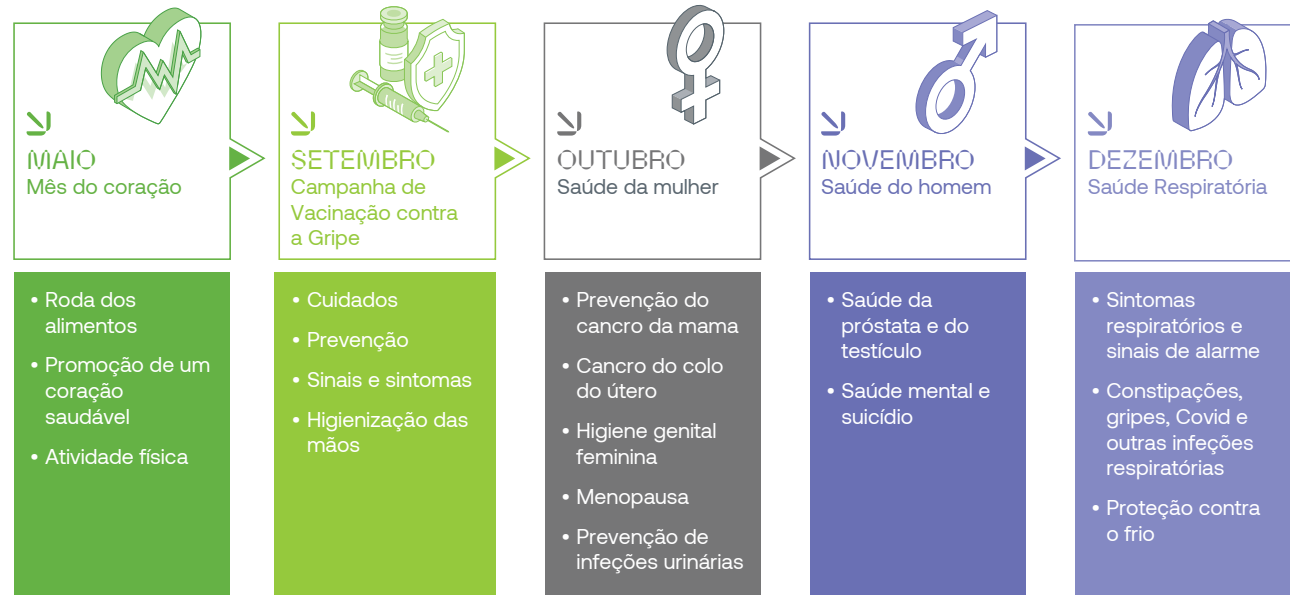 MAIO
Mês do coração
SETEMBRO
Campanha de
Vacinação contra
a Gripe
OUTUBRO
Saúde da mulher
NOVEMBRO
Saúde do homem
DEZEMBRO
Saúde Respiratória
• Roda dos
alimentos
• Promoção de um
coração
saudável
• Atividade física
• Cuidados
• Prevenção
• Sinais e sintomas
• Higienização das
mãos
• Prevenção do
cancro da mama
• Cancro do colo
do útero
• Higiene genital
feminina
• Menopausa
• Prevenção de
infeções urinárias
• Saúde da
próstata e do
testículo
• Saúde mental e
suicídio
• Sintomas
respiratórios e
sinais de alarme
• Constipações,
gripes, Covid e
outras infeções
respiratórias
• Proteção contra
o frio